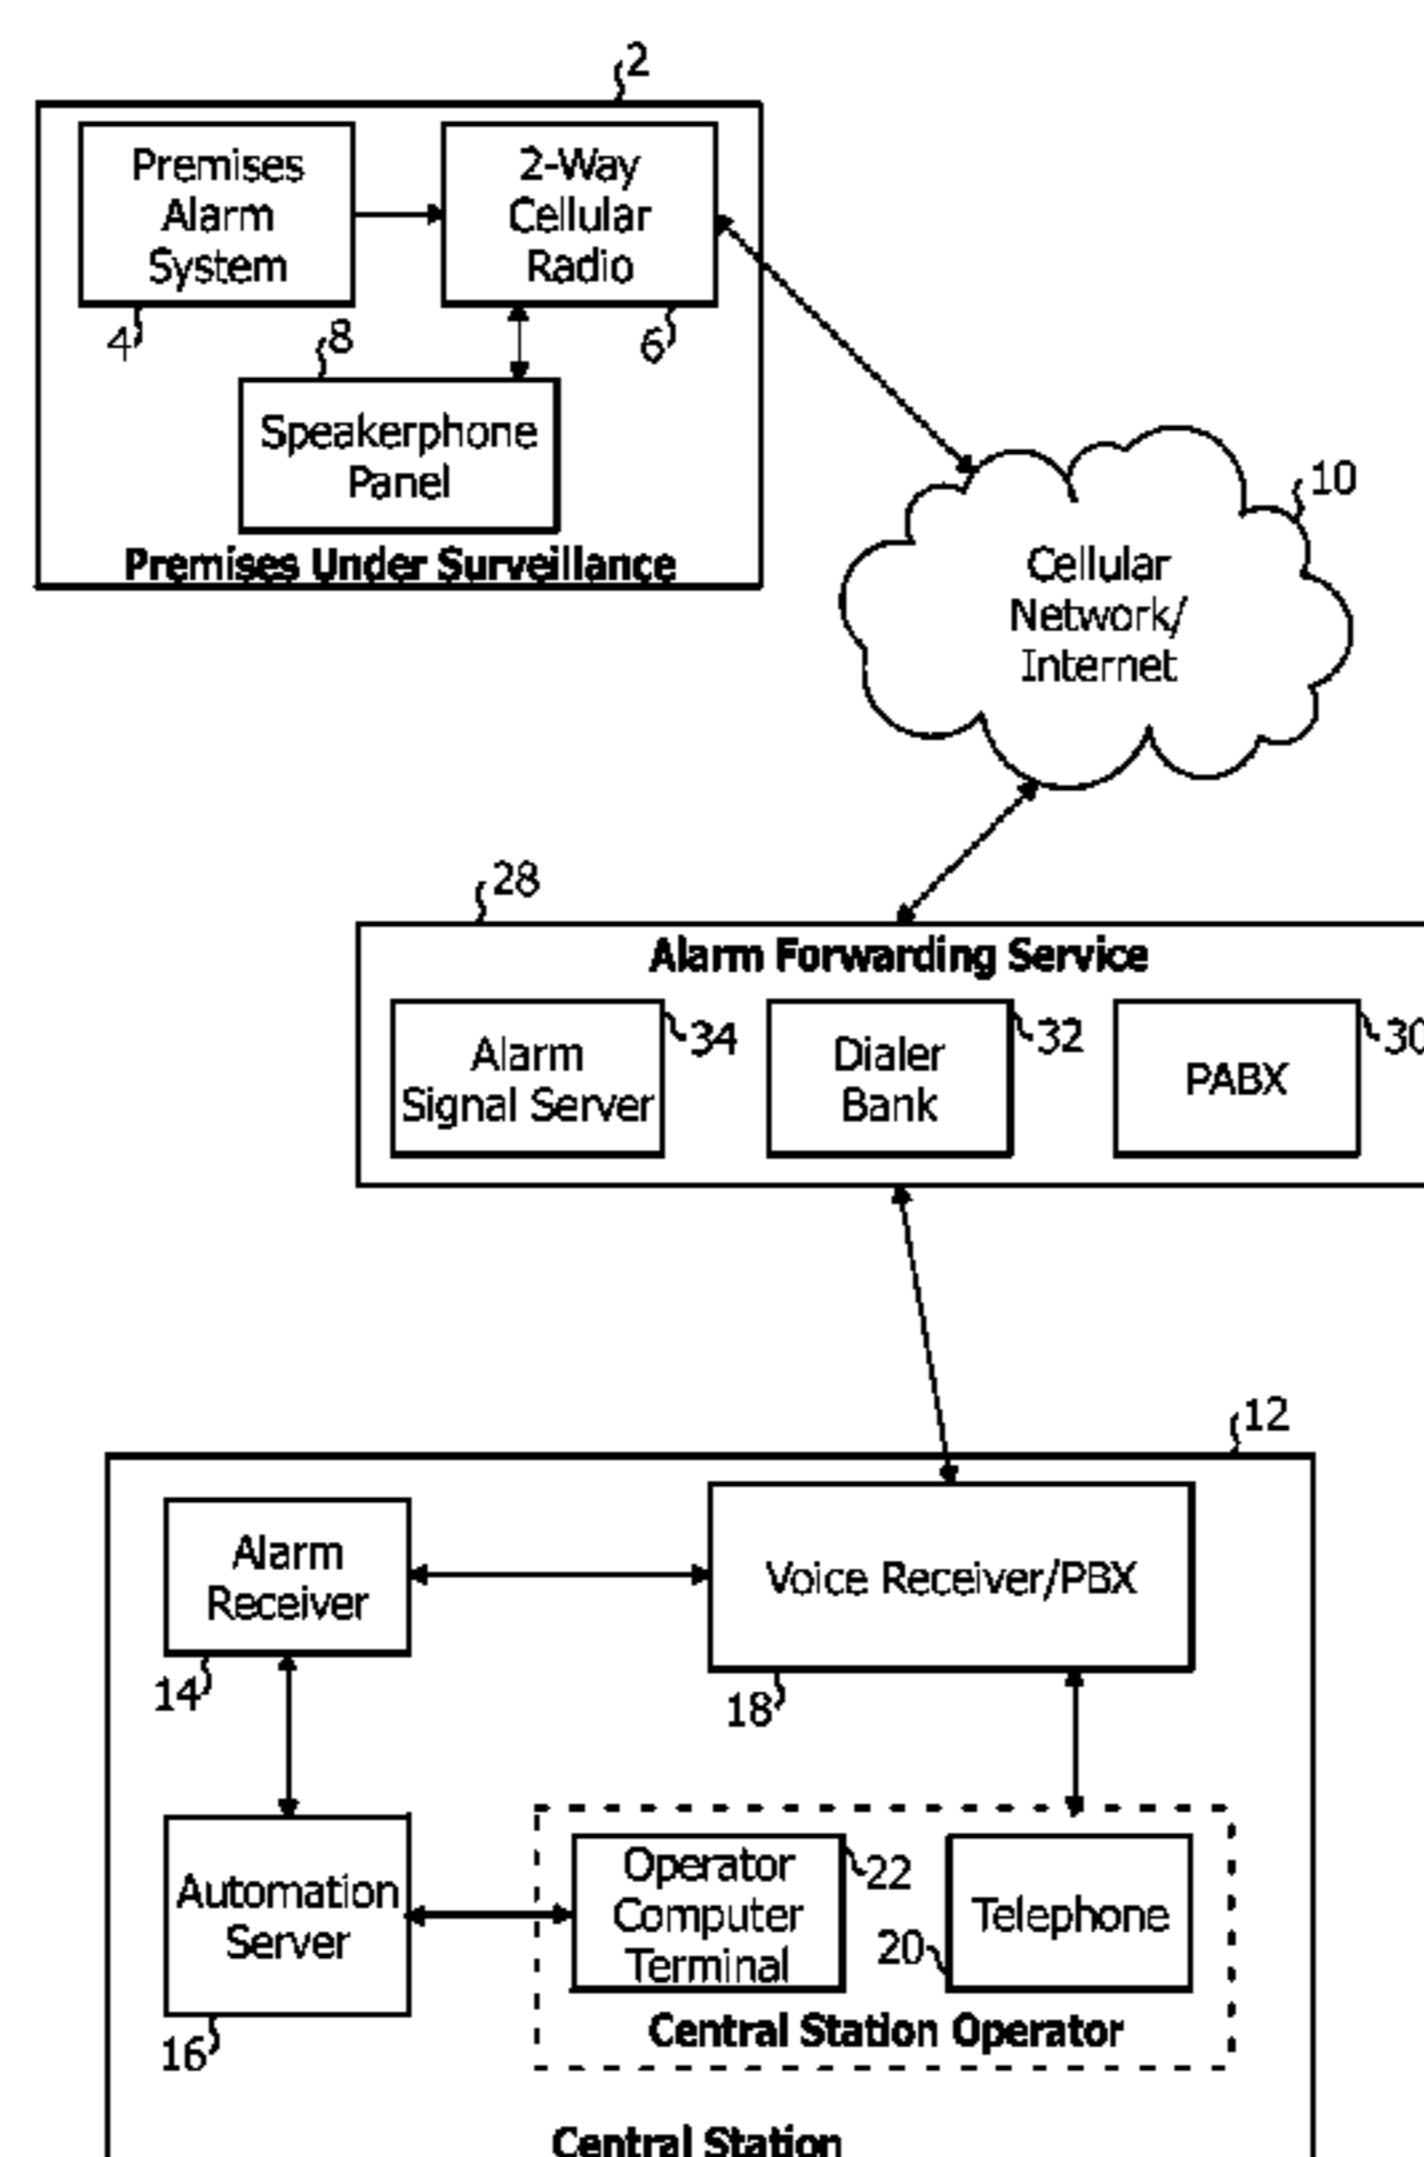 2
Premises
Alarm
System
2-Way
Cellular
Radio
4
8
6
Speakerphone
Panel
Premises Under Surveillance
10
Cellular
Network/
Internet
28
Alarm Forwarding Service
Alarm
Signal Server
34
Dialer
Bank
32
PABX
30
12
Alarm
Receiver
14
Voice Receiver/PBX
18
Automation
Server
16
Operator
Computer
Terminal
22
20
Telephone
Central Station Operator
Central Station